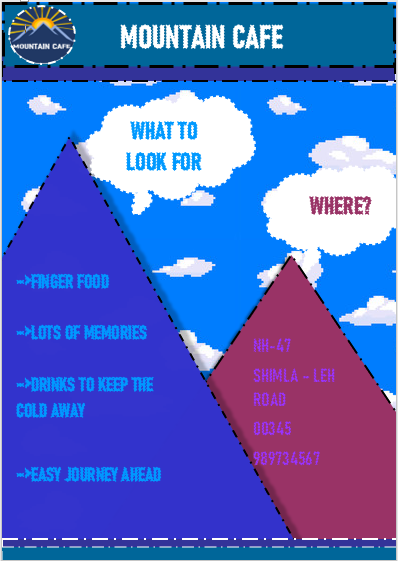 MOUNTAIN CAFE
MOUNTAIN CAFE
WHAT TO
LOOK FOR
WHERE?
->FINGER FOOD
->LOTS OF MEMORIES
->DRINKS TO KEEP THE
COLD AWAY
->EASY JOURNEY AHEAD
NH-47
SHIMLA - LEH
ROAD
00345
989734567